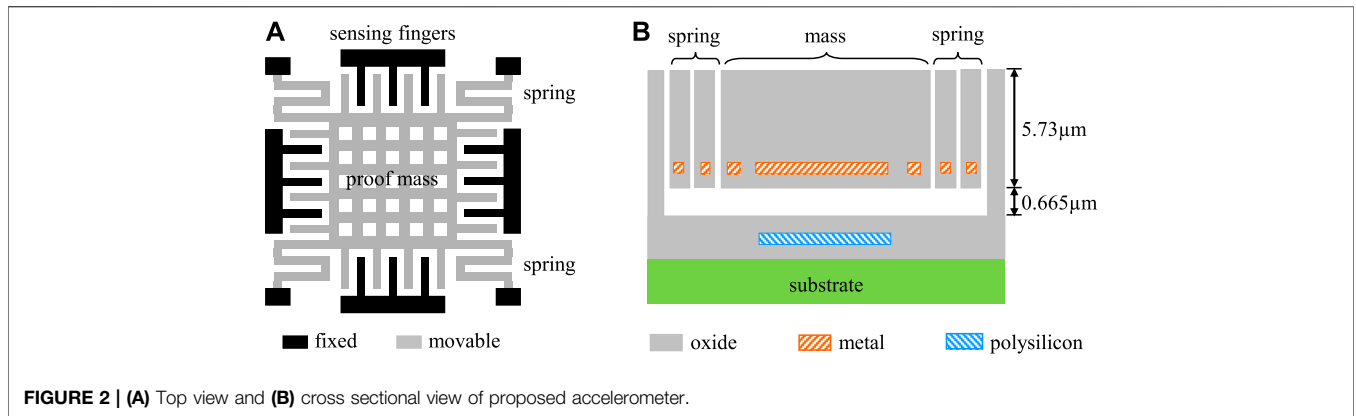 A
sensing fingers
spring
proof mass
spring
fixed
movable
B
spring
mass
spring
5.73μm
0.665μm
substrate
oxide
metal
polysilicon
FIGURE 2 | (A) Top view and (B) cross sectional view of proposed accelerometer.